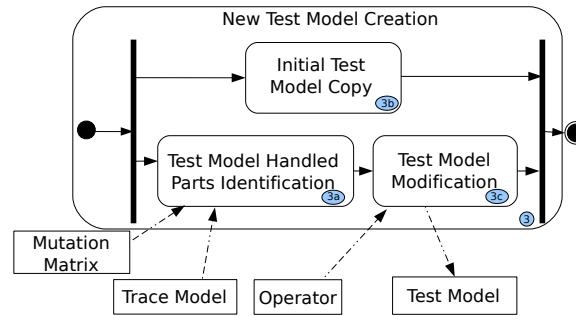 New Test Model Creation
Initial Test
Model Copy
3b
Test Model Handled
Parts Identification
3a
Test Model
Modification
3c
3
Mutation
Matrix
Trace Model
Operator
Test Model